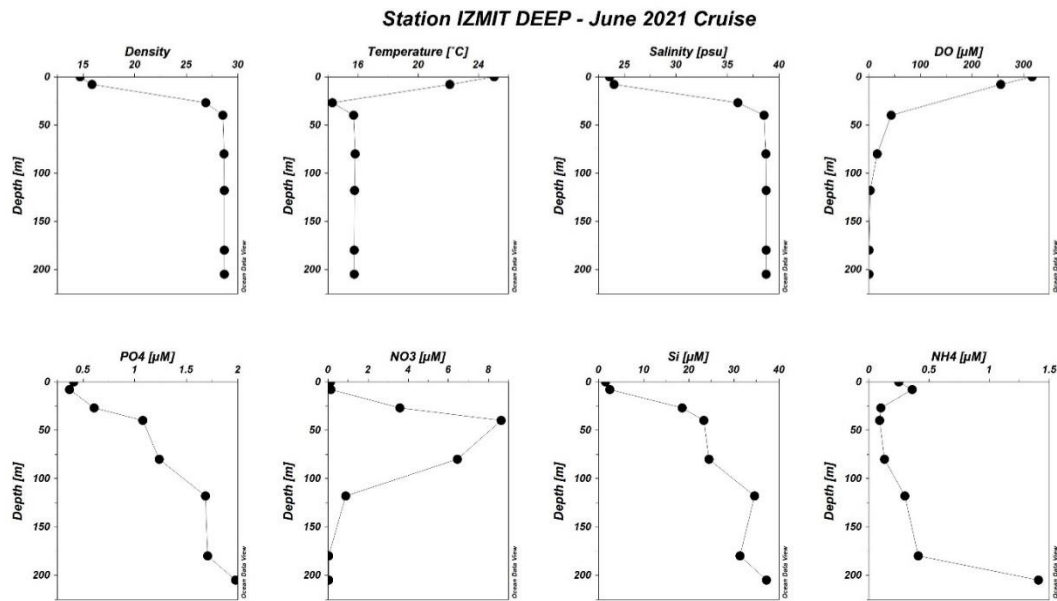 Station IZMIT DEEP - June 2021 Cruise
Density
15 20 25 30
0
50
100
150
200
Depth [m]
Ocean Data View
Temperature [˚C]
16 20 24
0
50
100
150
200
Depth [m]
Ocean Data View
Salinity [psu]
25 30 35 40
0
50
100
150
200
Depth [m]
Ocean Data View
DO [µM]
0 100 200 300
0
50
100
150
200
Depth [m]
Ocean Data View
PO4 [µM]
0.5 1 1.5 2
0
50
100
150
200
Depth [m]
Ocean Data View
NO3 [µM]
0 2 4 6 8
0
50
100
150
200
Depth [m]
Ocean Data View
Si [µM]
0 10 20 30 40
0
50
100
150
200
Depth [m]
Ocean Data View
NH4 [µM]
0 0.5 1 1.5
0
50
100
150
200
Depth [m]
Ocean Data View